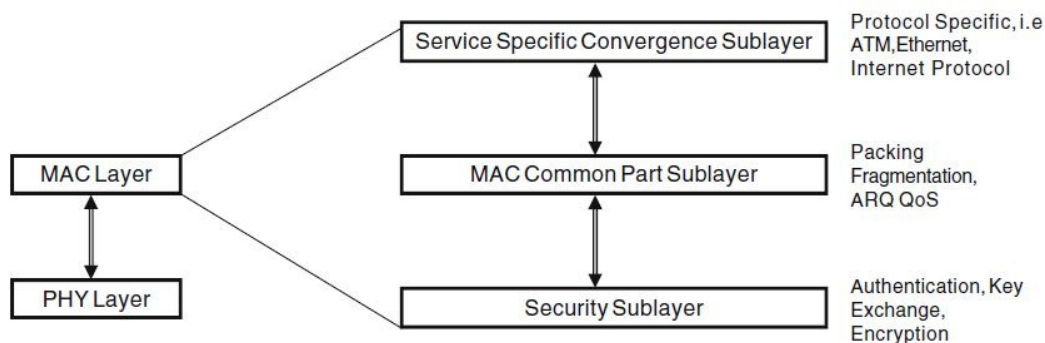 Service Specific Convergence Sublayer
Protocol Specific, i.e
ATM,Ethernet,
Internet Protocol
MAC Layer
MAC Common Part Sublayer
Packing
Fragmentation,
ARQ QoS
PHY Layer
Security Sublayer
Authentication, Key
Exchange,
Encryption